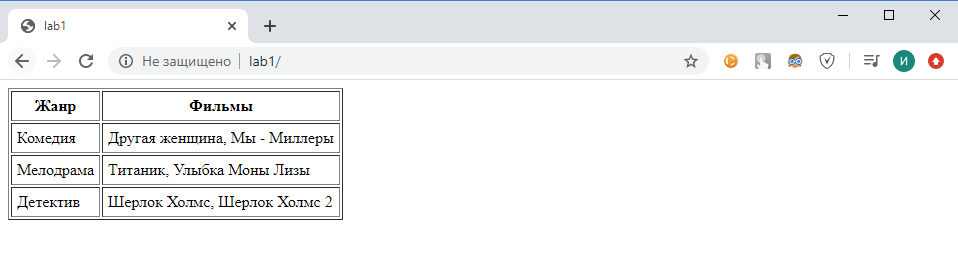 lab1
Не защищено | lab1/
И
Жанр Фильмы
Комедия Другая женщина, Мы - Миллеры
Мелодрама Титаник, Улыбка Моны Лизы
Детектив Шерлок Холмс, Шерлок Холмс 2